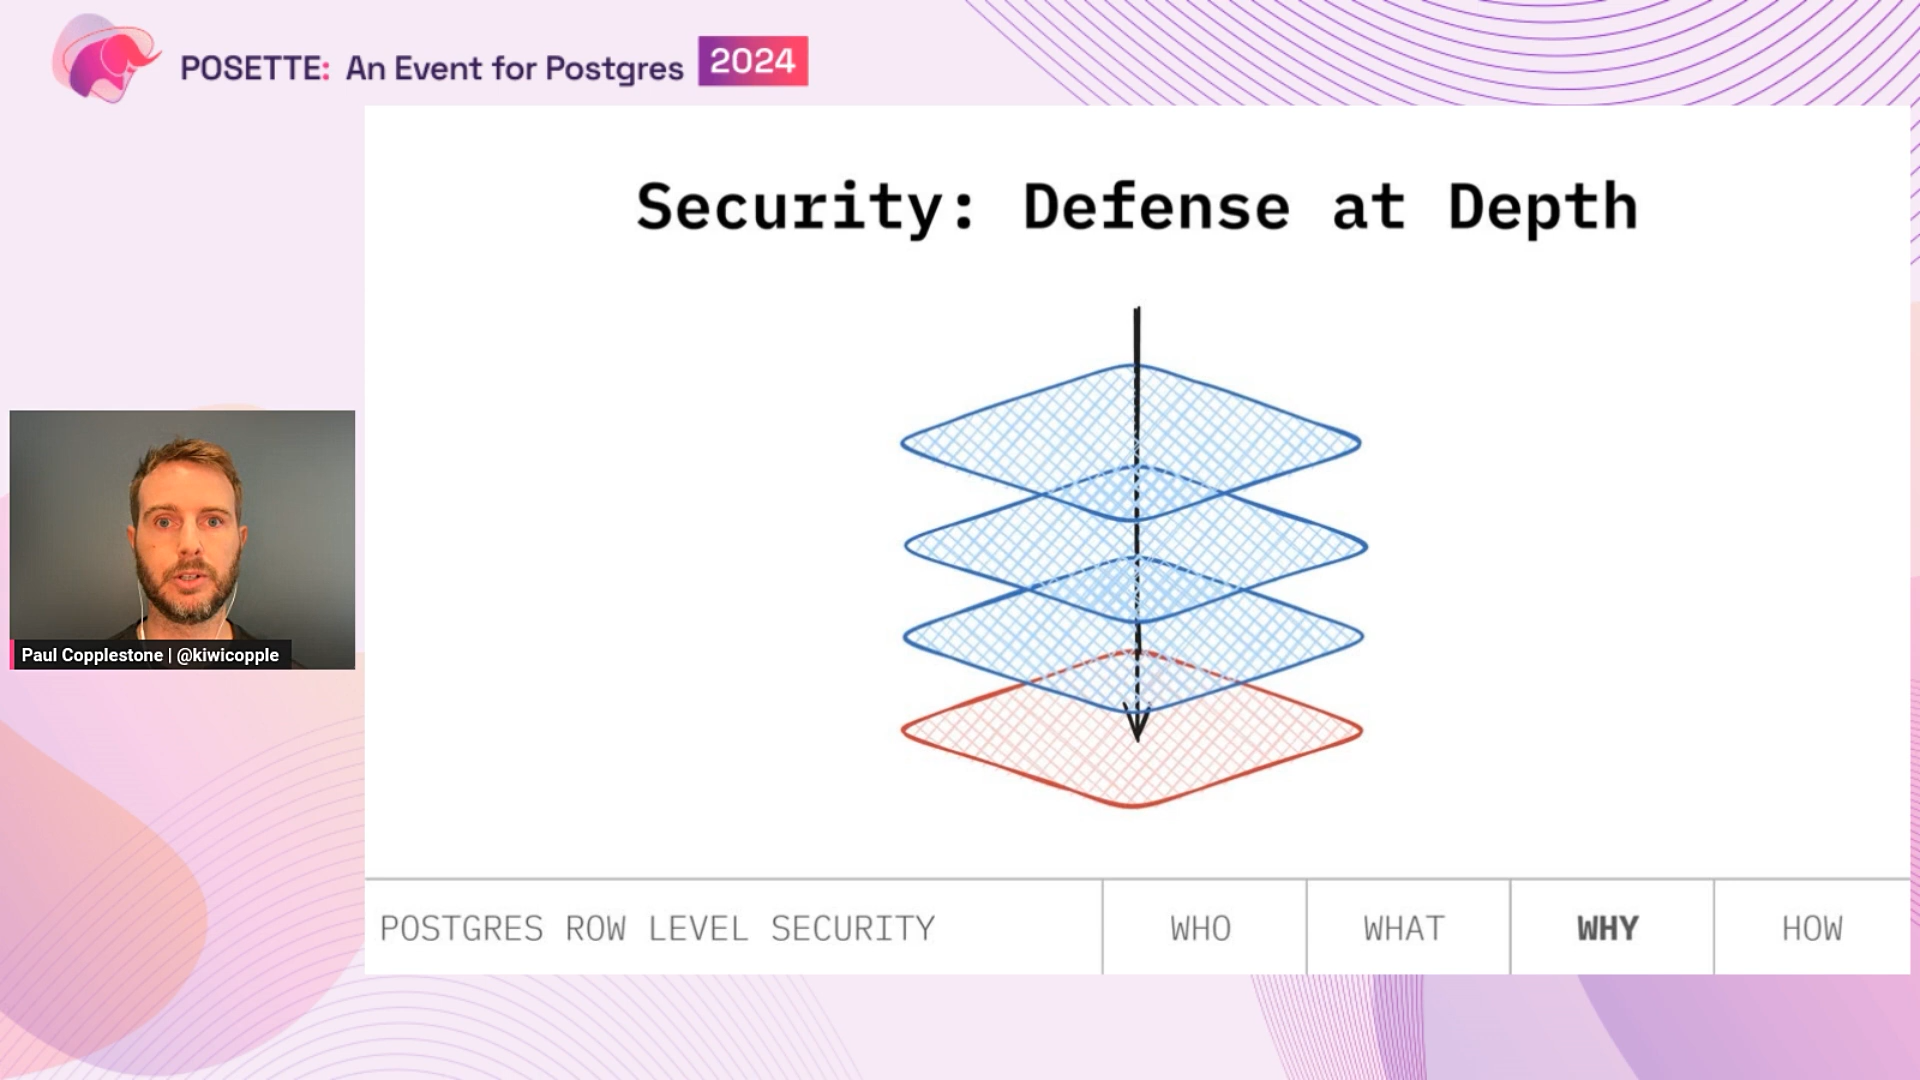 POSETTE: An Event for Postgres 2024
Security: Defense at Depth
Paul Copplestone | @kiwicopple
POSTGRES ROW LEVEL SECURITY
WHO
WHAT
WHY
HOW